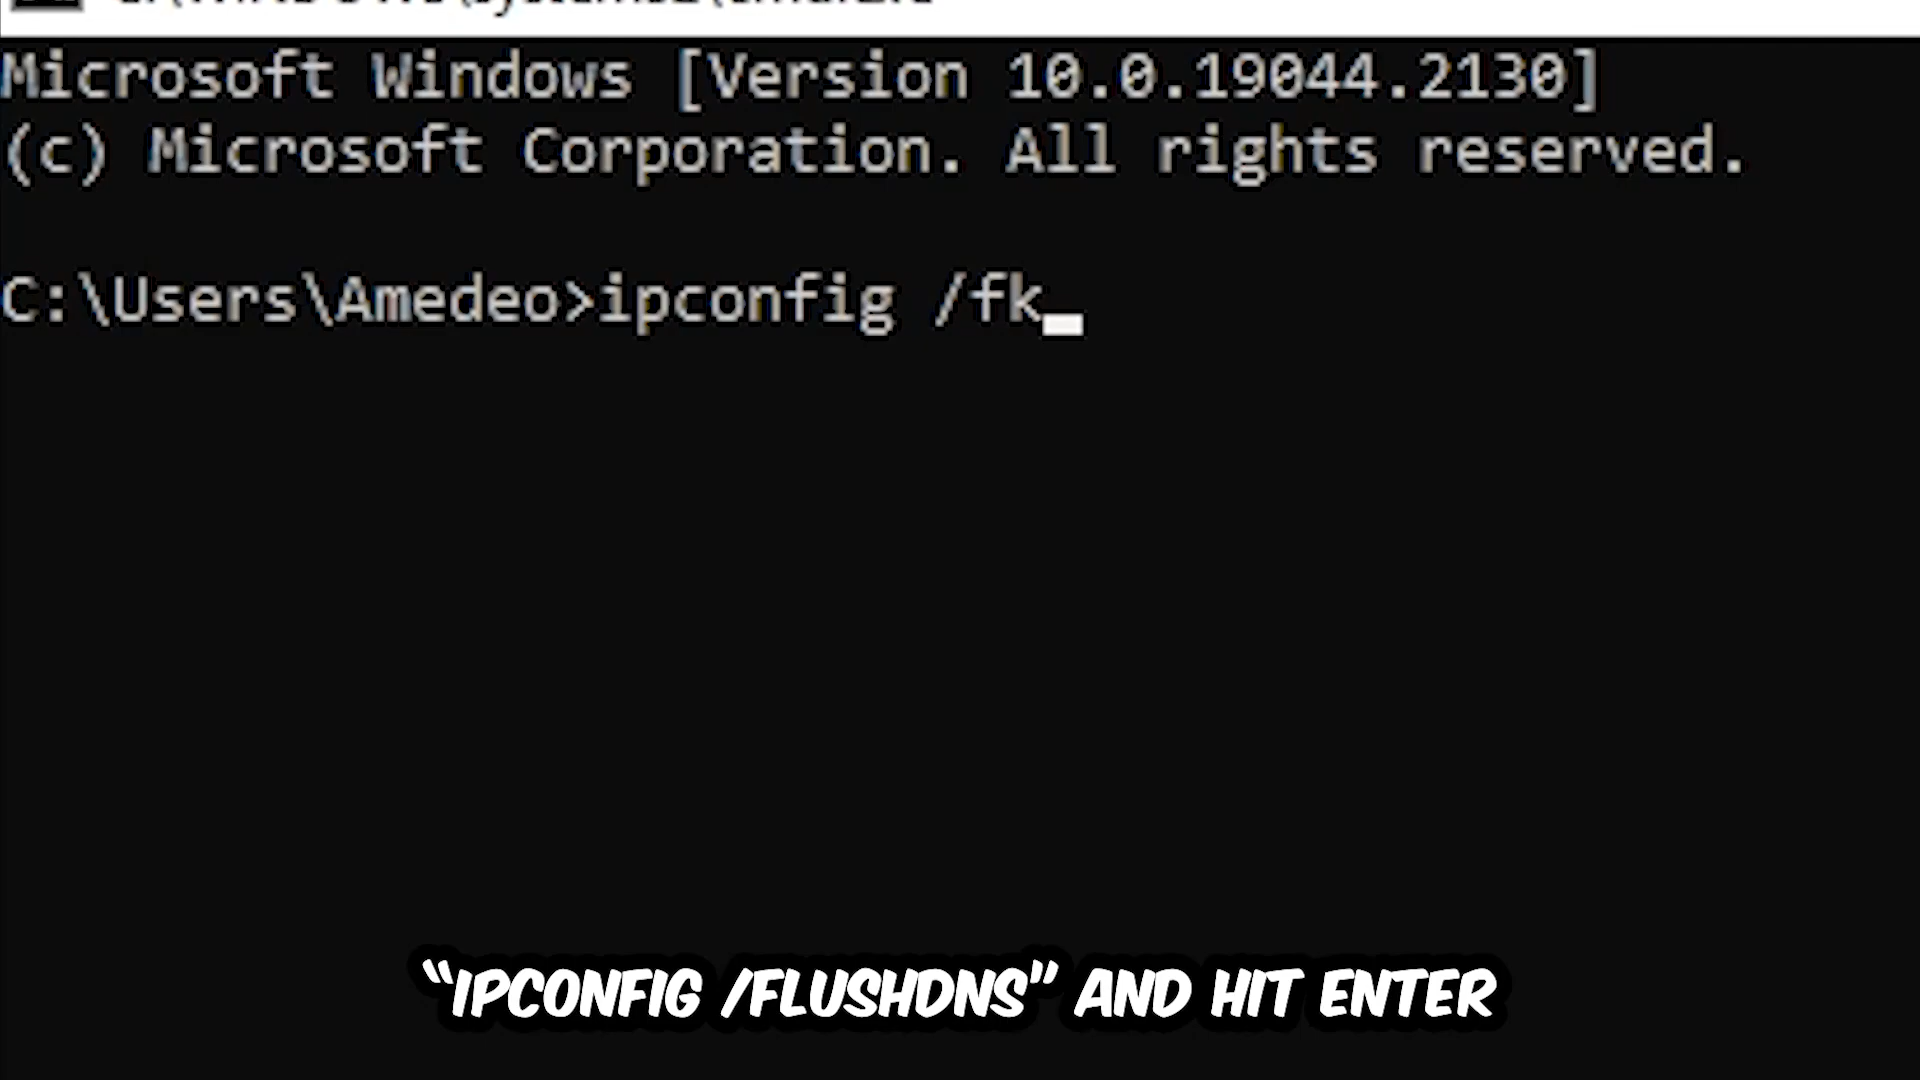 Microsoft Windows [Version 10.0.19044.2130]
(c) Microsoft Corporation. All rights reserved.
C:\Users\Amedeo>ipconfig /fk
“IPCONFIG /FLUSHDNS” AND HIT ENTER